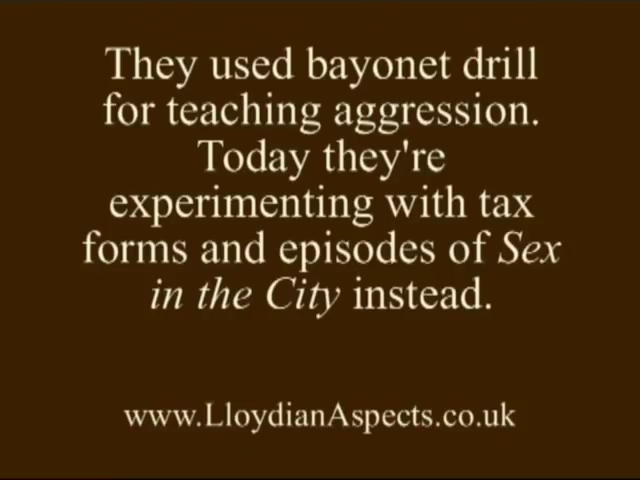 They used bayonet drill
for teaching aggression.
Today they're
experimenting with tax
forms and episodes of Sex
in the City instead.
www.LloydianAspects.co.uk